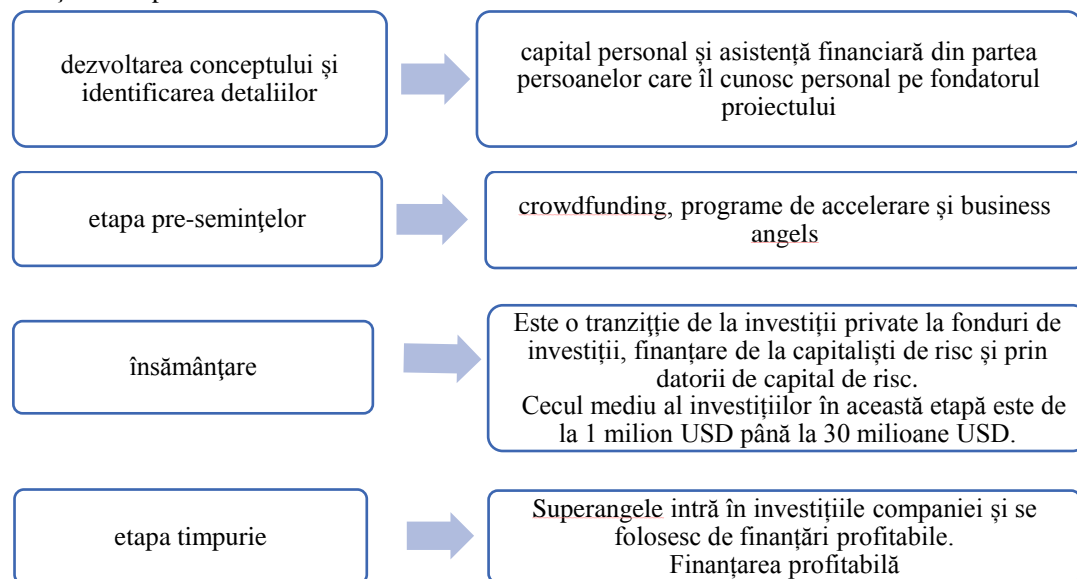 dezvoltarea conceptului și
identificarea detaliilor
capital personal și asistență financiară din partea
persoanelor care îl cunosc personal pe fondatorul
proiectului
etapa pre-seminţelor
crowdfunding, programe de accelerare și business
angels
însămânțare
Este o tranziţție de la investiții private la fonduri de
investiții, finanțare de la capitaliști de risc și prin
datorii de capital de risc.
Cecul mediu al investițiilor în această etapă este de
la 1 milion USD până la 30 milioane USD.
etapa timpurie
Superangele intră în investițiile companiei și se
folosesc de finanțări profitabile.
Finanțarea profitabilă